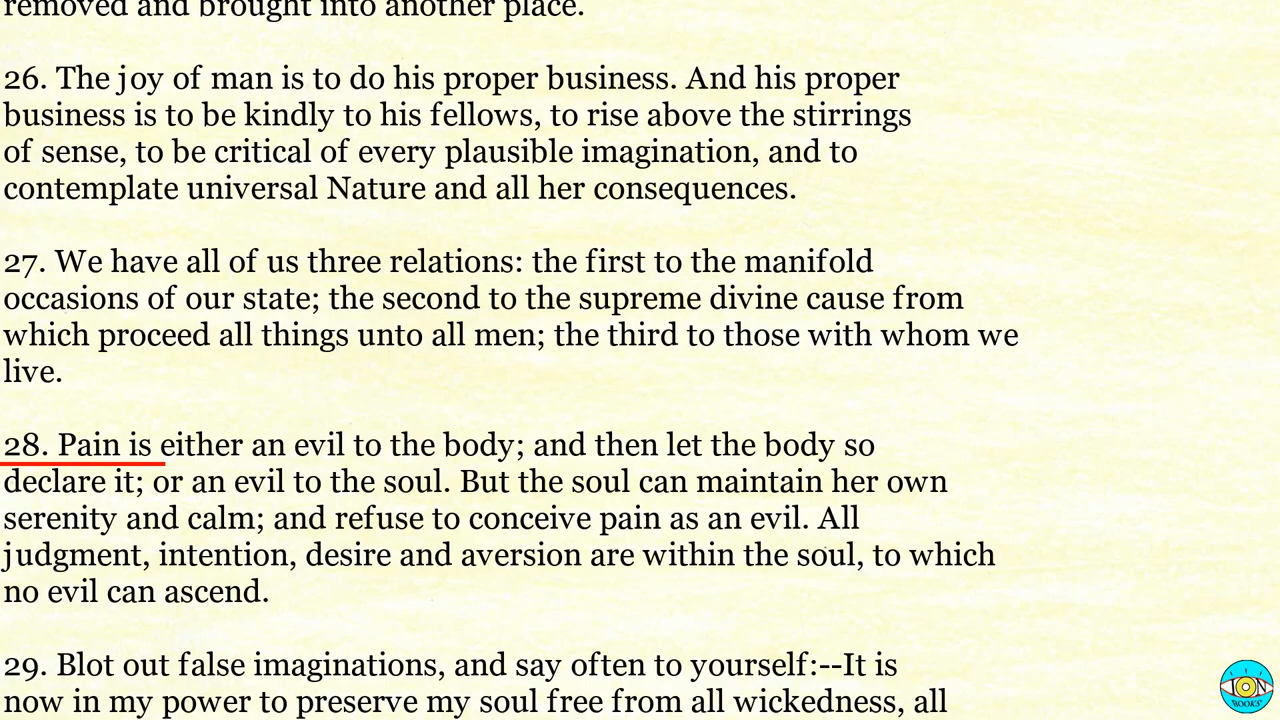 removed and brought into another place.
26. The joy of man is to do his proper business. And his proper
business is to be kindly to his fellows, to rise above the stirrings
of sense, to be critical of every plausible imagination, and to
contemplate universal Nature and all her consequences.
27. We have all of us three relations: the first to the manifold
occasions of our state; the second to the supreme divine cause from
which proceed all things unto all men; the third to those with whom we
live.
28. Pain is either an evil to the body; and then let the body so
declare it; or an evil to the soul. But the soul can maintain her own
serenity and calm; and refuse to conceive pain as an evil. All
judgment, intention, desire and aversion are within the soul, to which
no evil can ascend.
29. Blot out false imaginations, and say often to yourself:--It is
now in my power to preserve my soul free from all wickedness, all
ION
BOOKS